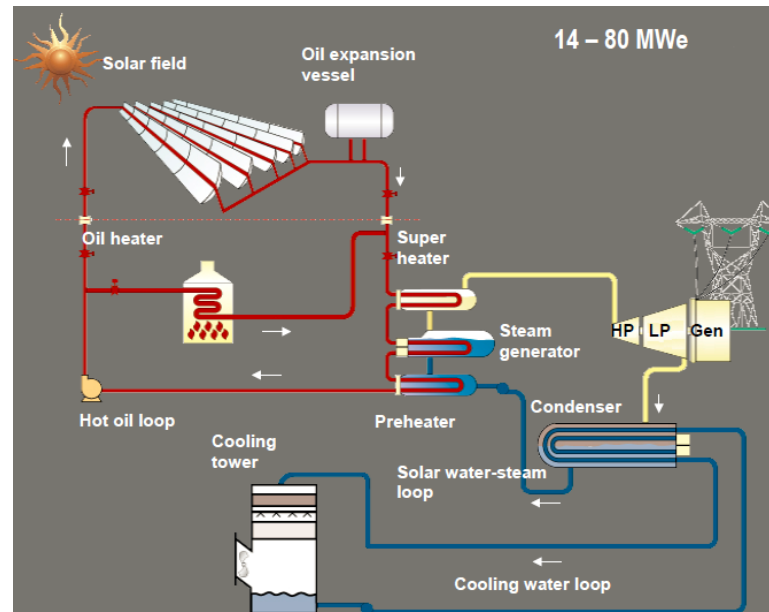 14 – 80 MWe
Solar field
Oil expansion
vessel
Oil heater
Super
heater
Steam
generator
HP
LP
Gen
Hot oil loop
Preheater
Condenser
Cooling
tower
Solar water-steam
loop
Cooling water loop